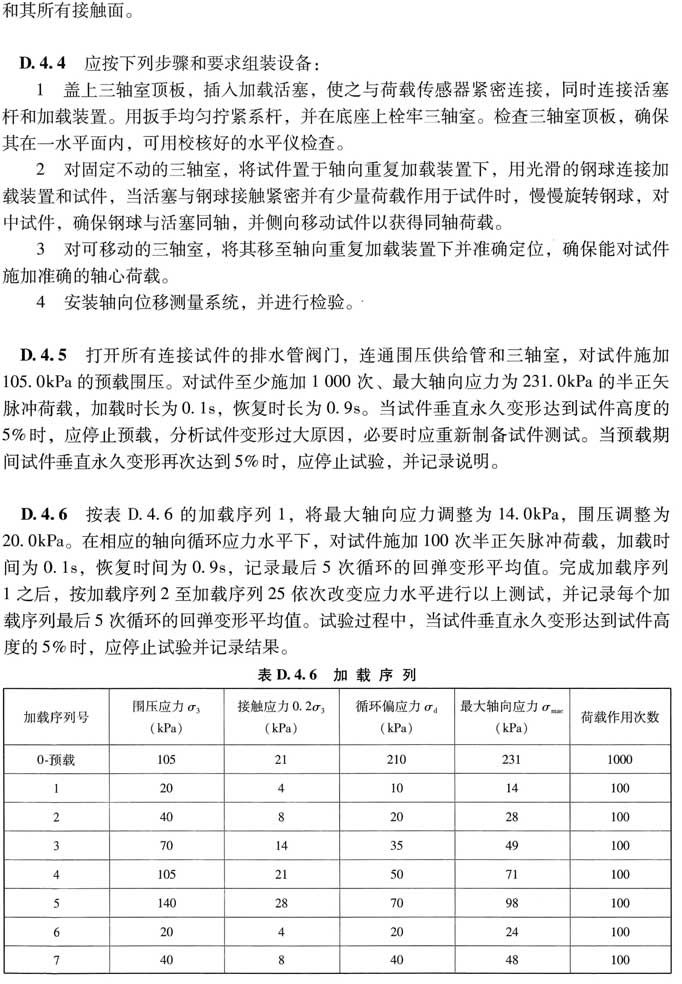 和其所有接触面。
D.4.4 应按下列步骤和要求组装设备：
1 盖上三轴室顶板，插入加载活塞，使之与荷载传感器紧密连接，同时连接活塞
杆和加载装置。用扳手均匀拧紧系杆，并在底座上栓牢三轴室。检查三轴室顶板，确保
其在一水平面内，可用校核好的水平仪检查。
2 对固定不动的三轴室，将试件置于轴向重复加载装置下，用光滑的钢球连接加
载装置和试件，当活塞与钢球接触紧密并有少量荷载作用于试件时，慢慢旋转钢球，对
中试件，确保钢球与活塞同轴，并侧向移动试件以获得同轴荷载。
3 对可移动的三轴室，将其移至轴向重复加载装置下并准确定位，确保能对试件
施加准确的轴心荷载。
4 安装轴向位移测量系统，并进行检验。
D.4.5 打开所有连接试件的排水管阀门，连通围压供给管和三轴室，对试件施加
105.0kPa 的预载围压。对试件至少施加 1 000 次、最大轴向应力为 231.0kPa 的半正矢
脉冲荷载，加载时长为 0.1s，恢复时长为 0.9s。当试件垂直永久变形达到试件高度的
5%时，应停止预载，分析试件变形过大原因，必要时应重新制备试件测试。当预载期
间试件垂直永久变形再次达到 5%时，应停止试验，并记录说明。
D.4.6 按表 D.4.6 的加载序列 1，将最大轴向应力调整为 14.0kPa，围压调整为
20.0kPa。在相应的轴向循环应力水平下，对试件施加 100 次半正矢脉冲荷载，加载时
间为 0.1s，恢复时间为 0.9s，记录最后 5 次循环的回弹变形平均值。完成加载序列
1 之后，按加载序列 2 至加载序列 25 依次改变应力水平进行以上测试，并记录每个加
载序列最后 5 次循环的回弹变形平均值。试验过程中，当试件垂直永久变形达到试件高
度的 5%时，应停止试验并记录结果。
表 D.4.6 加 载 序 列
加载序列号 围压应力 σ3 (kPa) 接触应力 0.2σ3 (kPa) 循环偏应力 σd (kPa) 最大轴向应力 σmac (kPa) 荷载作用次数
0-预载 105 21 210 231 1000
1 20 4 10 14 100
2 40 8 20 28 100
3 70 14 35 49 100
4 105 21 50 71 100
5 140 28 70 98 100
6 20 4 20 24 100
7 40 8 40 48 100